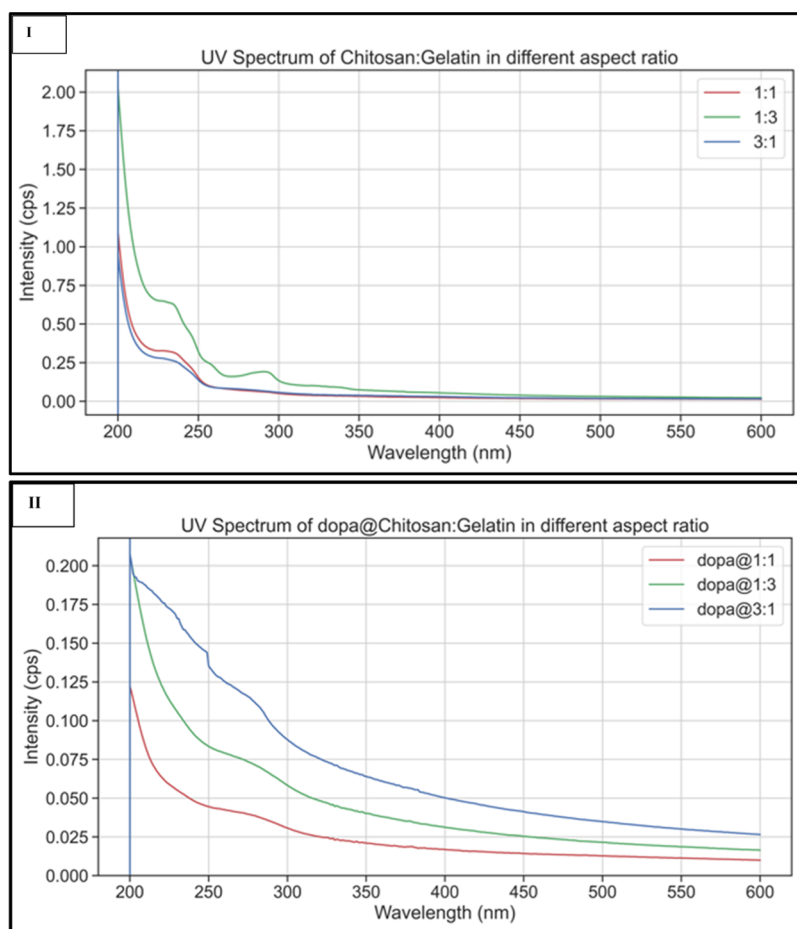 I
UV Spectrum of Chitosan:Gelatin in different aspect ratio
2.00
1.75
1.50
1.25
1.00
0.75
0.50
0.25
0.00
Intensity (cps)
1:1
1:3
3:1
200 250 300 350 400 450 500 550 600
Wavelength (nm)
II
UV Spectrum of dopa@Chitosan:Gelatin in different aspect ratio
0.200
0.175
0.150
0.125
0.100
0.075
0.050
0.025
0.000
Intensity (cps)
dopa@1:1
dopa@1:3
dopa@3:1
200 250 300 350 400 450 500 550 600
Wavelength (nm)